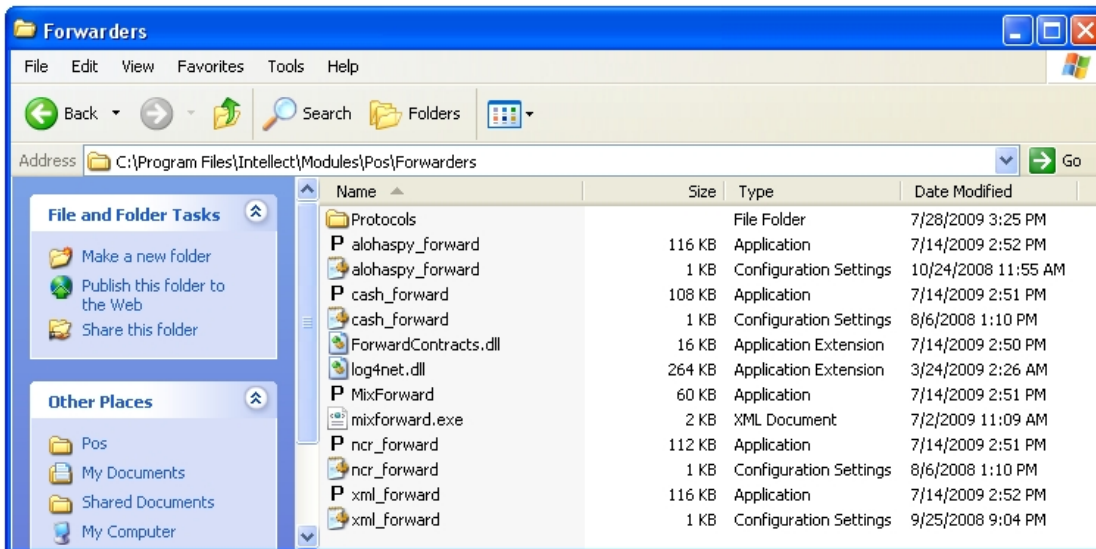 Forwarders
File Edit View Favorites Tools Help
Back Search Folders
Address C:\Program Files\Intellect\Modules\Pos\Forwarders Go
File and Folder Tasks
Make a new folder
Publish this folder to
the Web
Share this folder
Other Places
Pos
My Documents
Shared Documents
My Computer
Name Size Type Date Modified
Protocols File Folder 7/28/2009 3:25 PM
P alohaspy_forward 116 KB Application 7/14/2009 2:52 PM
alohaspy_forward 1 KB Configuration Settings 10/24/2008 11:55 AM
P cash_forward 108 KB Application 7/14/2009 2:51 PM
cash_forward 1 KB Configuration Settings 8/6/2008 1:10 PM
ForwardContracts.dll 16 KB Application Extension 7/14/2009 2:50 PM
log4net.dll 264 KB Application Extension 3/24/2009 2:26 AM
P MixForward 60 KB Application 7/14/2009 2:51 PM
mixforward.exe 2 KB XML Document 7/2/2009 11:09 AM
P ncr_forward 112 KB Application 7/14/2009 2:51 PM
ncr_forward 1 KB Configuration Settings 8/6/2008 1:10 PM
P xml_forward 116 KB Application 7/14/2009 2:52 PM
xml_forward 1 KB Configuration Settings 9/25/2008 9:04 PM